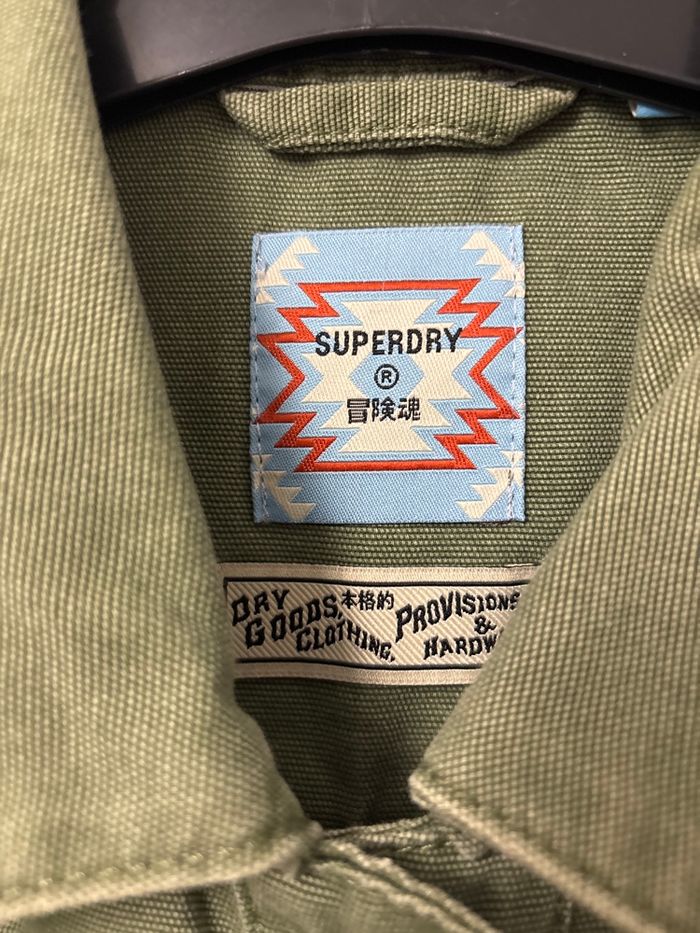 SUPERDRY
®
冒険魂
DRY GOODS, 本格的 PROVISIONS
CLOTHING. &